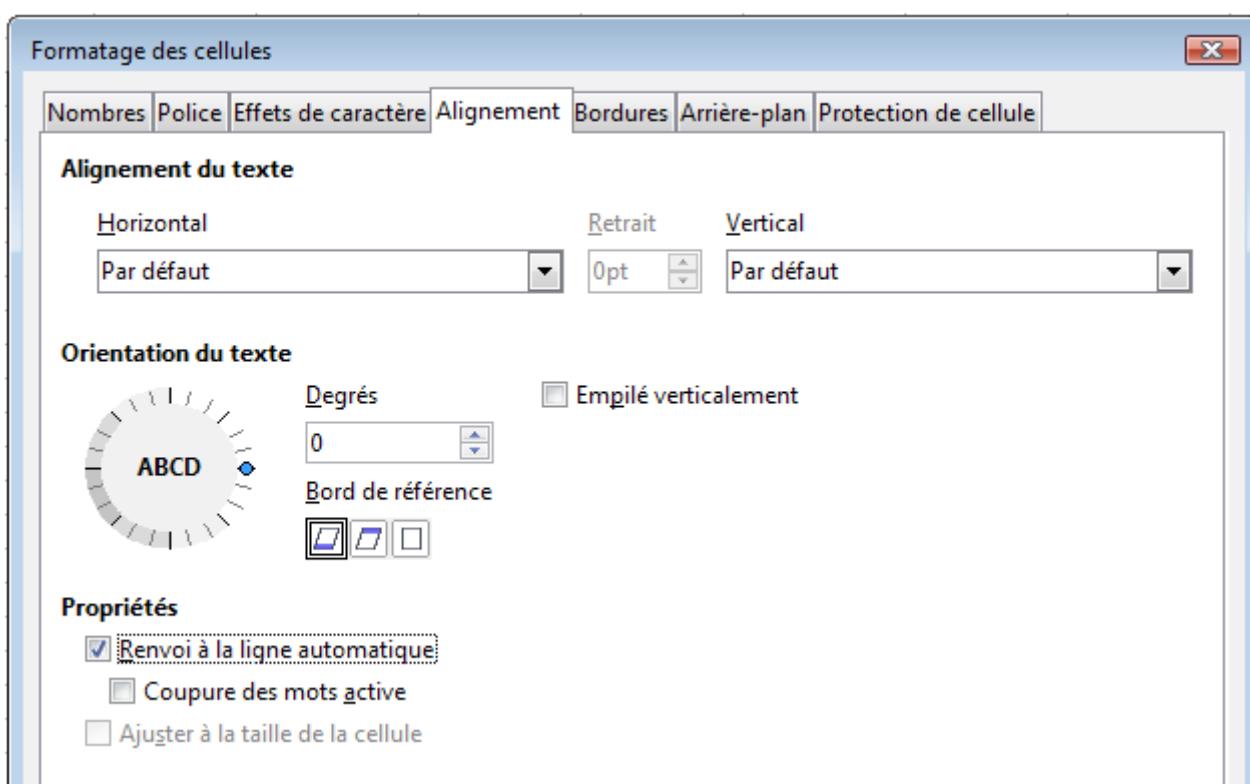 Formatage des cellules
Nombres Police Effets de caractère Alignement Bordures Arrière-plan Protection de cellule
Alignement du texte
Horizontal Retrait Vertical
Par défaut 0pt Par défaut
Orientation du texte
Degrés Empilé verticalement
0
ABCD
Bord de référence
Propriétés
Renvoi à la ligne automatique
Coupure des mots active
Ajuster à la taille de la cellule